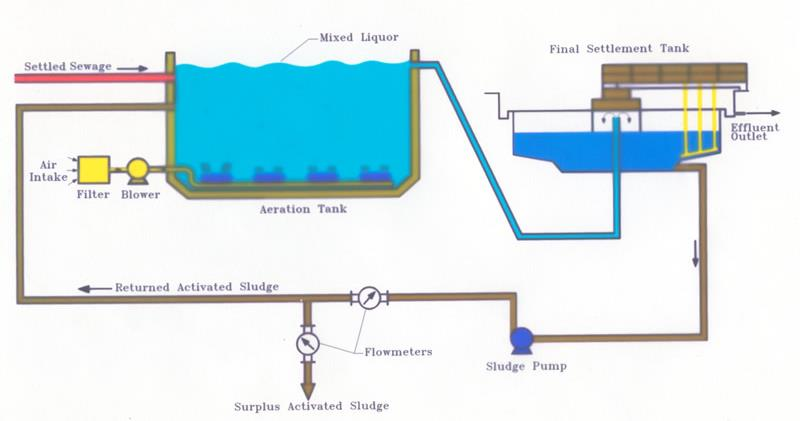 Mixed Liquor
Final Settlement Tank
Settled Sewage
Effluent
Outlet
Air
Intake
Filter
Blower
Aeration Tank
Returned Activated Sludge
Flowmeters
Sludge Pump
Surplus Activated Sludge